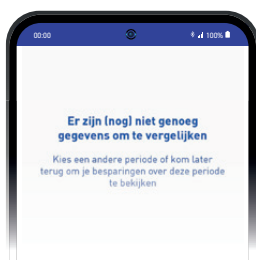 00:00 100%
Er zijn (nog) niet genoeg
gegevens om te vergelijken
Kies een andere periode of kom later
terug om je besparingen over deze periode
te bekijken